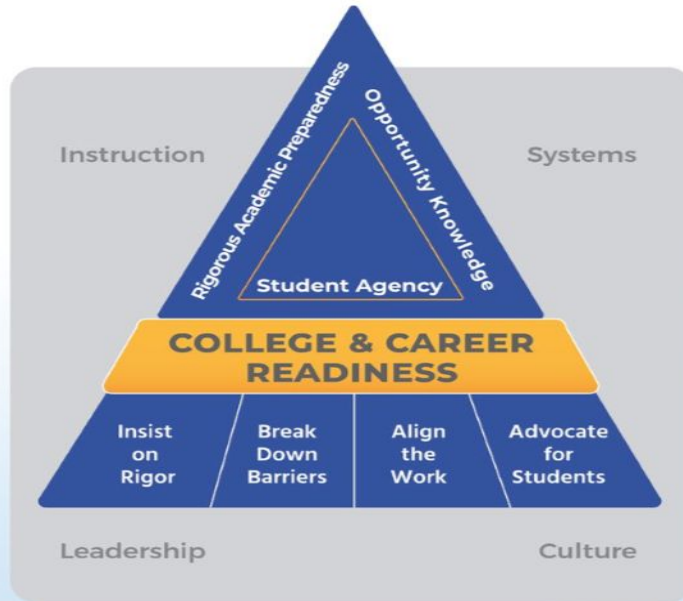 Rigorous Academic Preparedness
Opportunity Knowledge
Instruction
Systems
Student Agency
COLLEGE & CAREER
READINESS
Insist
on
Rigor
Break
Down
Barriers
Align
the
Work
Advocate
for
Students
Leadership
Culture